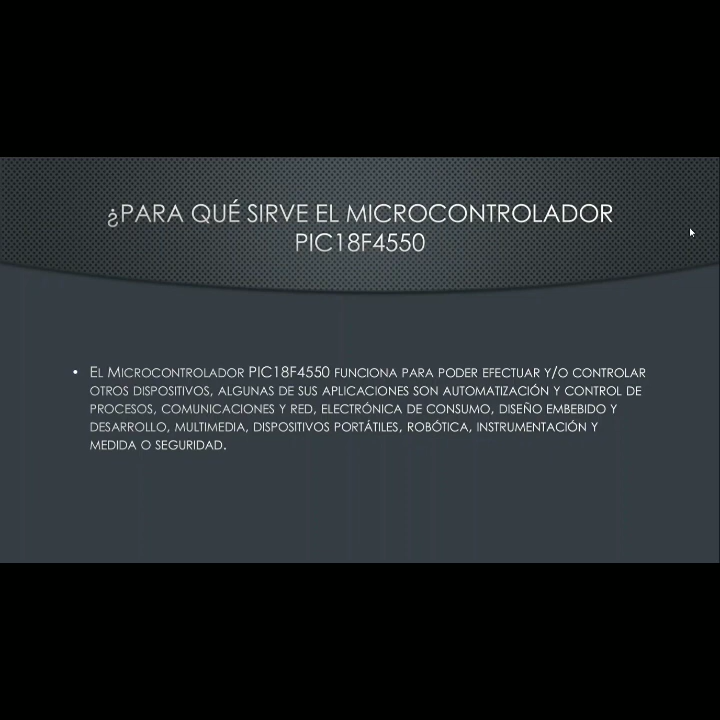 ¿PARA QUÉ SIRVE EL MICROCONTROLADOR
PIC18F4550
• EL MICROCONTROLADOR PIC18F4550 FUNCIONA PARA PODER EFECTUAR Y/O CONTROLAR
OTROS DISPOSITIVOS, ALGUNAS DE SUS APLICACIONES SON AUTOMATIZACIÓN Y CONTROL DE
PROCESOS, COMUNICACIONES Y RED, ELECTRÓNICA DE CONSUMO, DISEÑO EMBEBIDO Y
DESARROLLO, MULTIMEDIA, DISPOSITIVOS PORTÁTILES, ROBÓTICA, INSTRUMENTACIÓN Y
MEDIDA O SEGURIDAD.